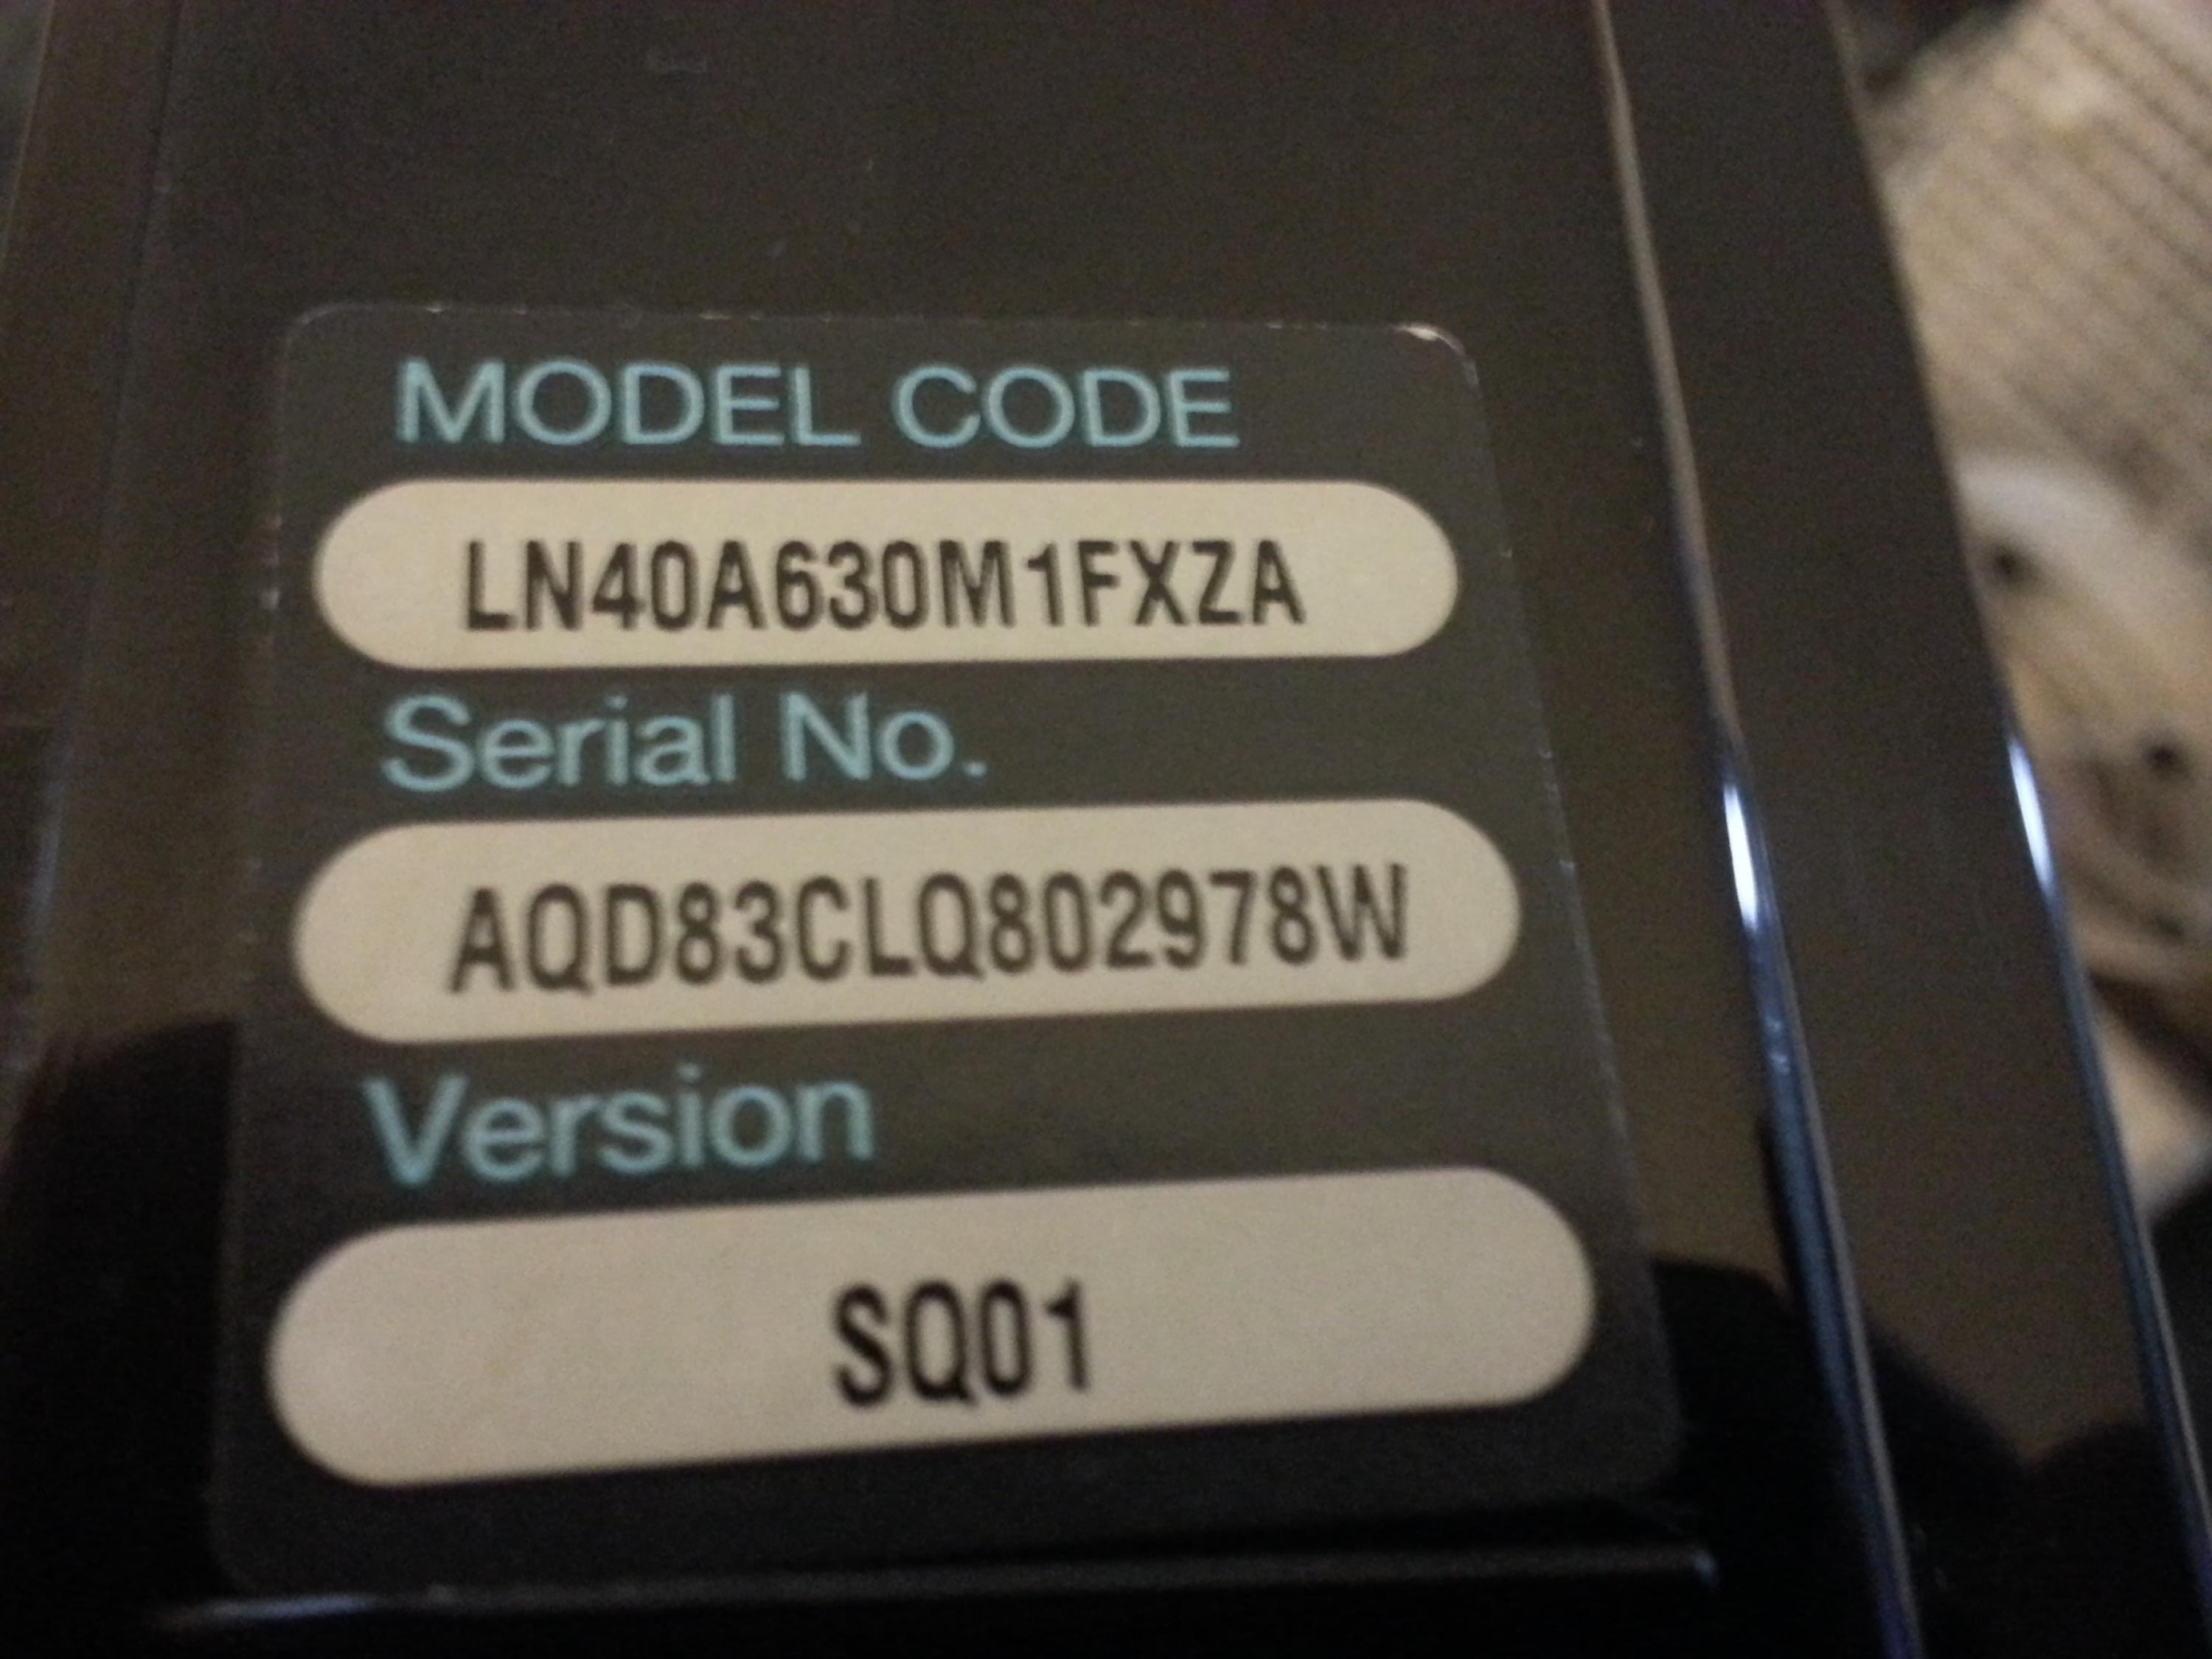 MODEL CODE
LN40A630M1FXZA
Serial No.
AQD83CLQ802978W
Version
SQ01